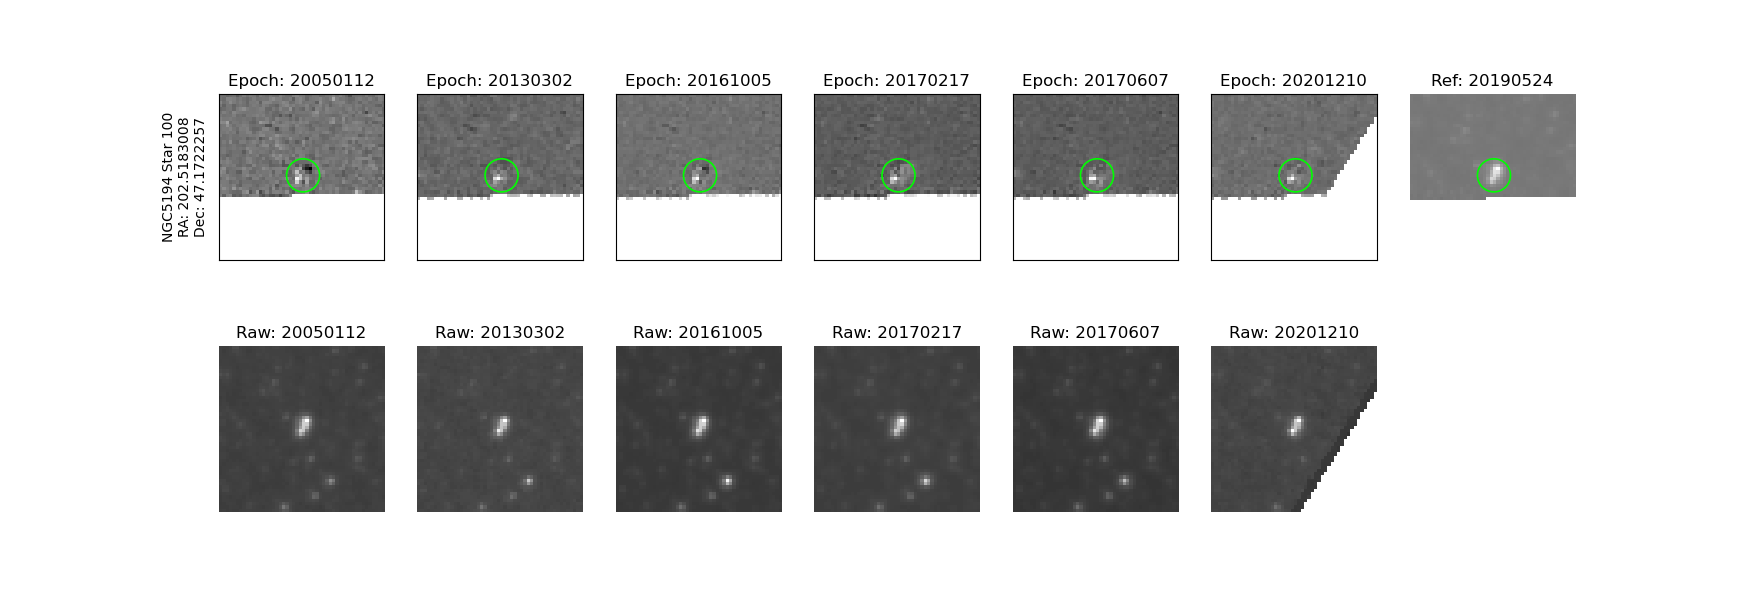 Epoch: 20050112
Epoch: 20130302
Epoch: 20161005
Epoch: 20170217
Epoch: 20170607
Epoch: 20201210
Ref: 20190524
NGC5194 Star 100
RA: 202.5183008
Dec: 47.1722257
Raw: 20050112
Raw: 20130302
Raw: 20161005
Raw: 20170217
Raw: 20170607
Raw: 20201210